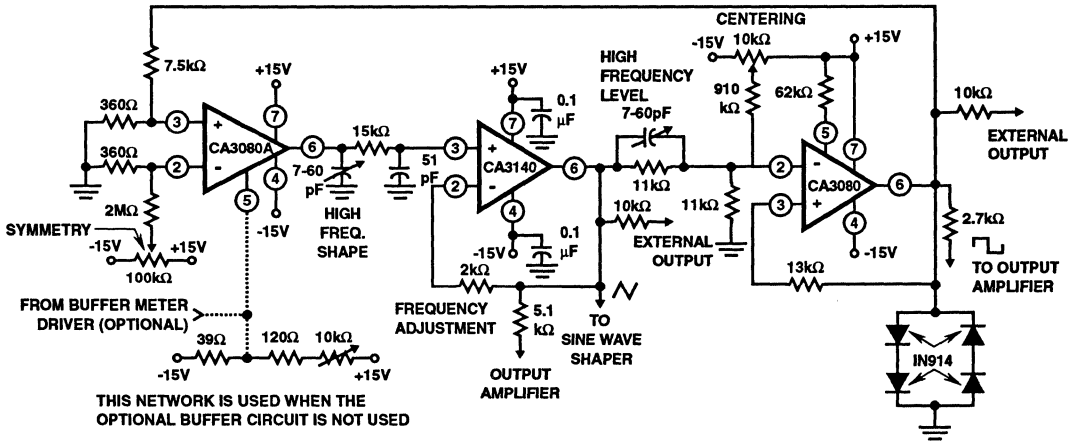 CENTERING
-15V
10kΩ
+15V
7.5kΩ
+15V
HIGH
FREQUENCY
LEVEL
7-60pF
+15V
0.1
µF
910
kΩ
62kΩ
10kΩ
EXTERNAL
OUTPUT
360Ω
360Ω
3
2
+
-
CA3080A
7
4
5
6
-15V
15kΩ
7-60
pF
51
pF
HIGH
FREQ.
SHAPE
3
2
+
-
CA3140
7
4
6
-15V
0.1
µF
11kΩ
10kΩ
EXTERNAL
OUTPUT
11kΩ
2
3
-
+
CA3080
5
7
4
6
-15V
2.7kΩ
TO OUTPUT
AMPLIFIER
2MΩ
SYMMETRY
-15V
+15V
100kΩ
FROM BUFFER METER
DRIVER (OPTIONAL)
39Ω
120Ω
10kΩ
-15V
+15V
THIS NETWORK IS USED WHEN THE
OPTIONAL BUFFER CIRCUIT IS NOT USED
2kΩ
FREQUENCY
ADJUSTMENT
5.1
kΩ
OUTPUT
AMPLIFIER
TO
SINE WAVE
SHAPER
13kΩ
IN914